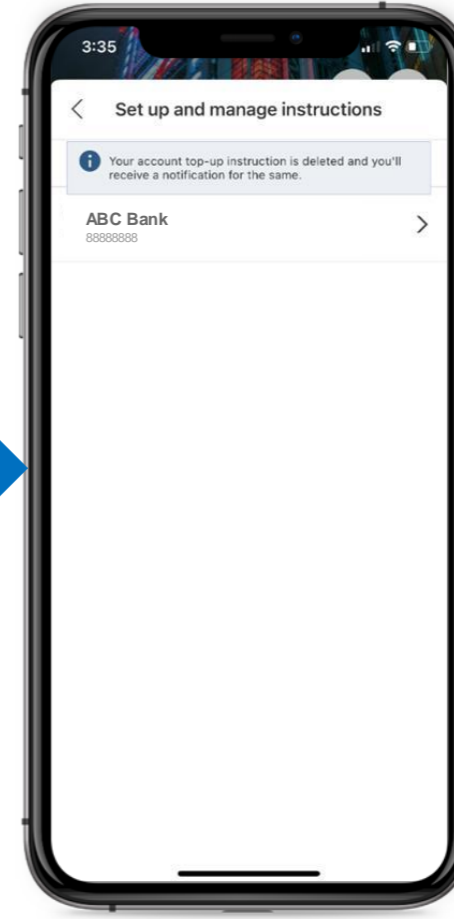 3:35
Set up and manage instructions
Your account top-up instruction is deleted and you'll
receive a notification for the same.
ABC Bank
88888888